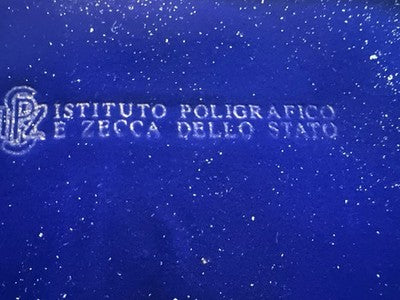 ISTITUTO POLIGRAFICO
E ZECCA DELLO STATO